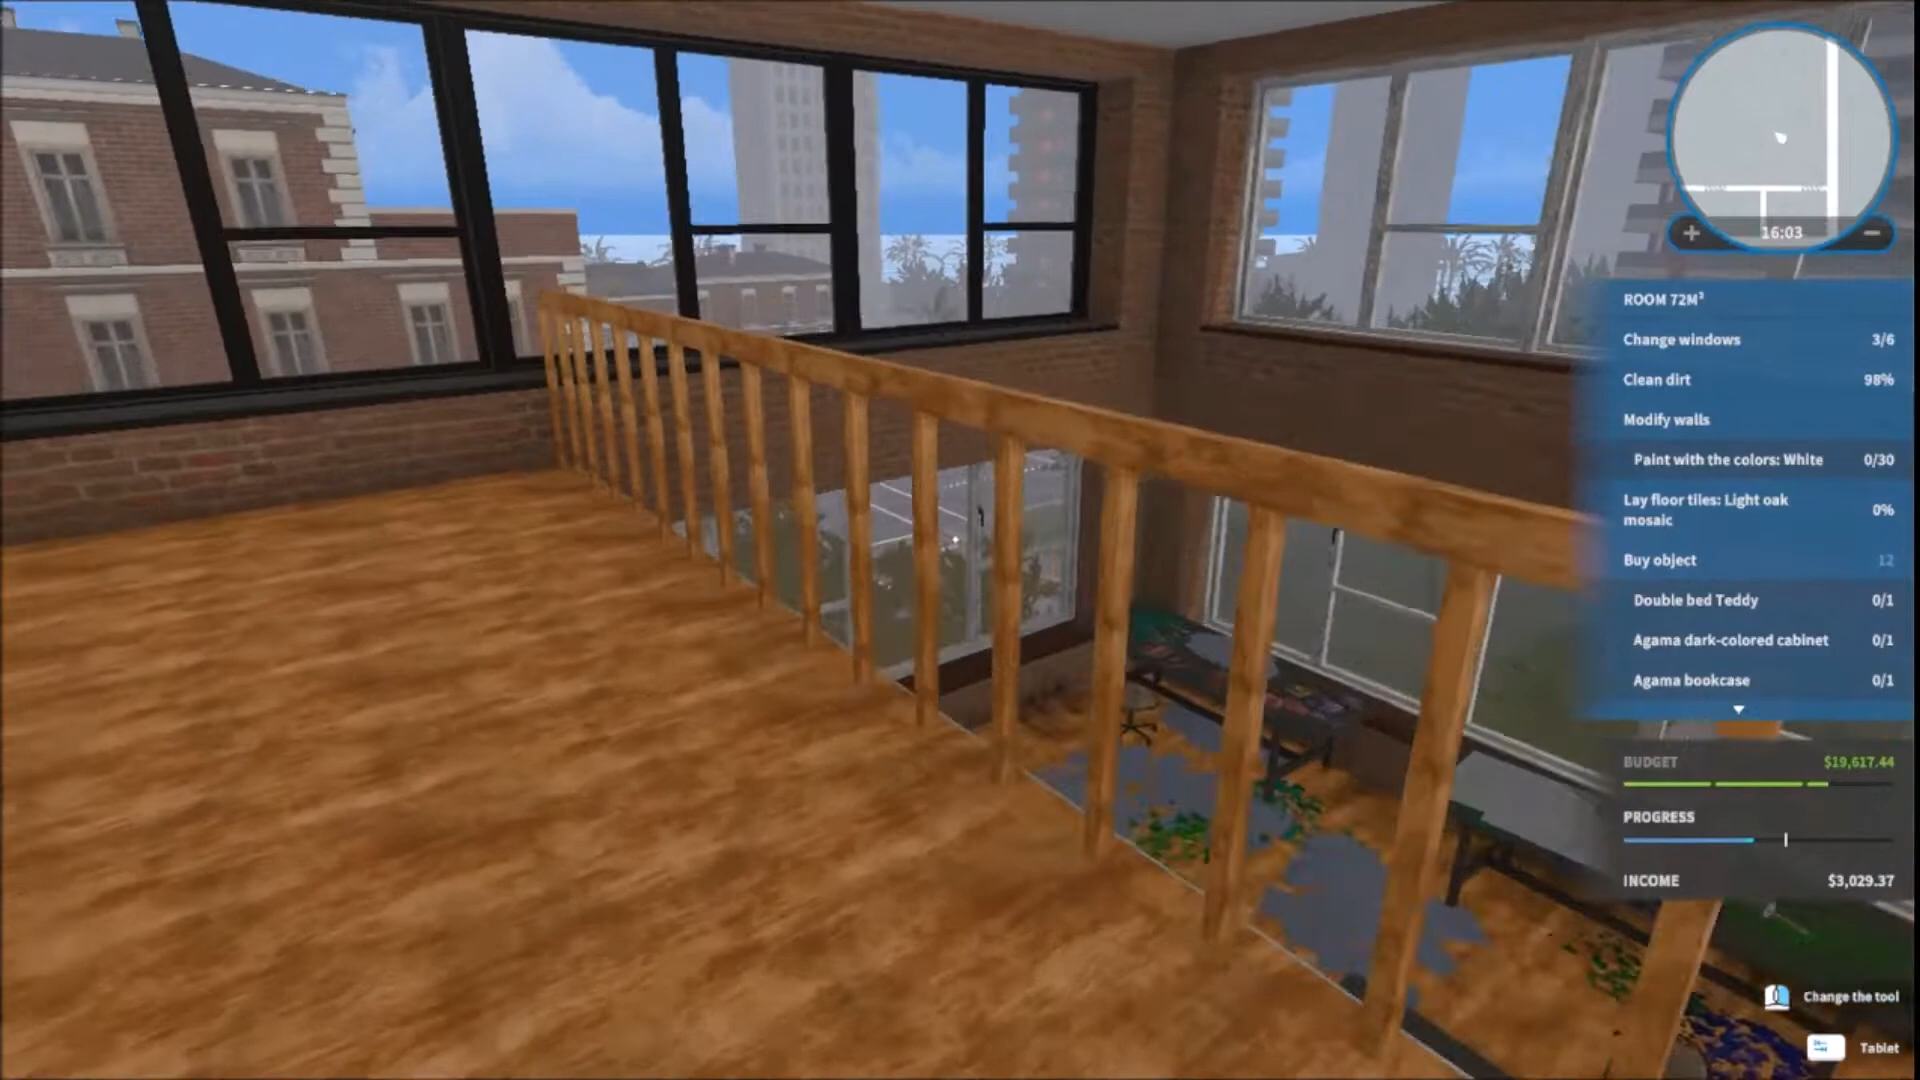 16:03
ROOM 72M²
Change windows 3/6
Clean dirt 98%
Modify walls
Paint with the colors: White 0/30
Lay floor tiles: Light oak
mosaic 0%
Buy object 12
Double bed Teddy 0/1
Agama dark-colored cabinet 0/1
Agama bookcase 0/1
BUDGET $19,617.44
PROGRESS
INCOME $3,029.37
Change the tool
Tablet